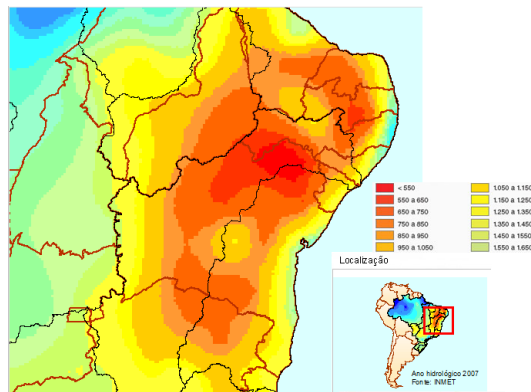 < 550
550 a 650
650 a 750
750 a 850
850 a 950
950 a 1.050
1.050 a 1.150
1.150 a 1.250
1.250 a 1.350
1.350 a 1.450
1.450 a 1550
1.550 a 1.650
Localização
Ano hidrológico 2007
Fonte: INMET